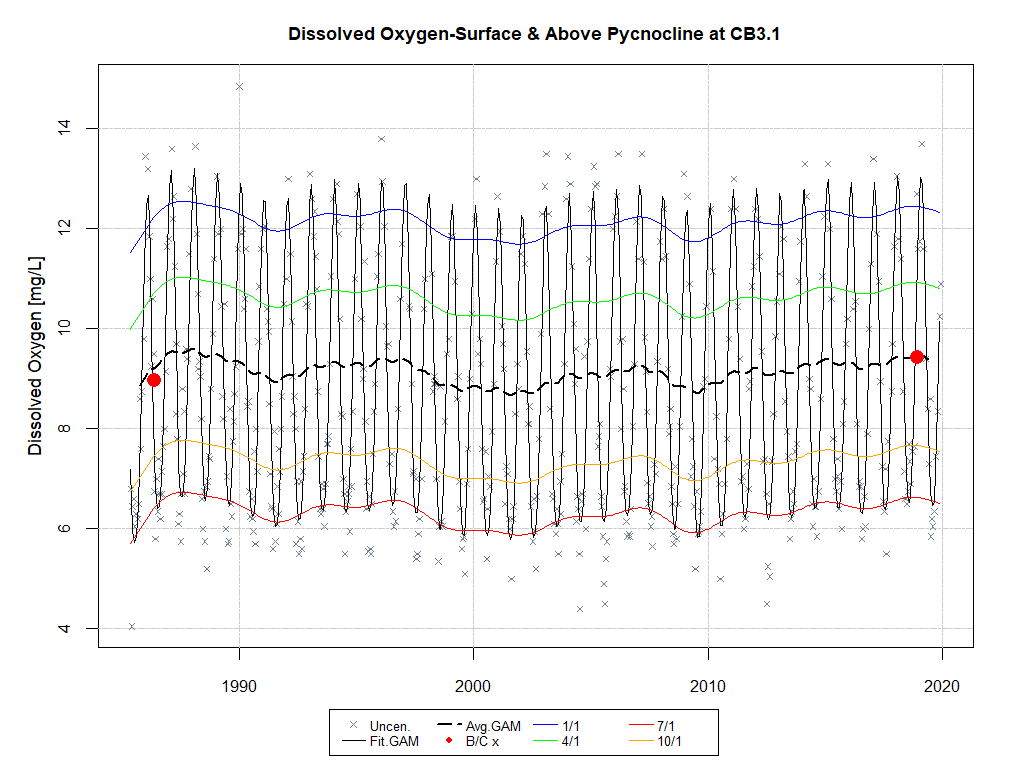 Dissolved Oxygen-Surface & Above Pycnocline at CB3.1
Dissolved Oxygen [mg/L]
14
12
10
8
6
4
1990 2000 2010 2020
Uncen. Avg.GAM 1/1 7/1
Fit.GAM B/C x 4/1 10/1